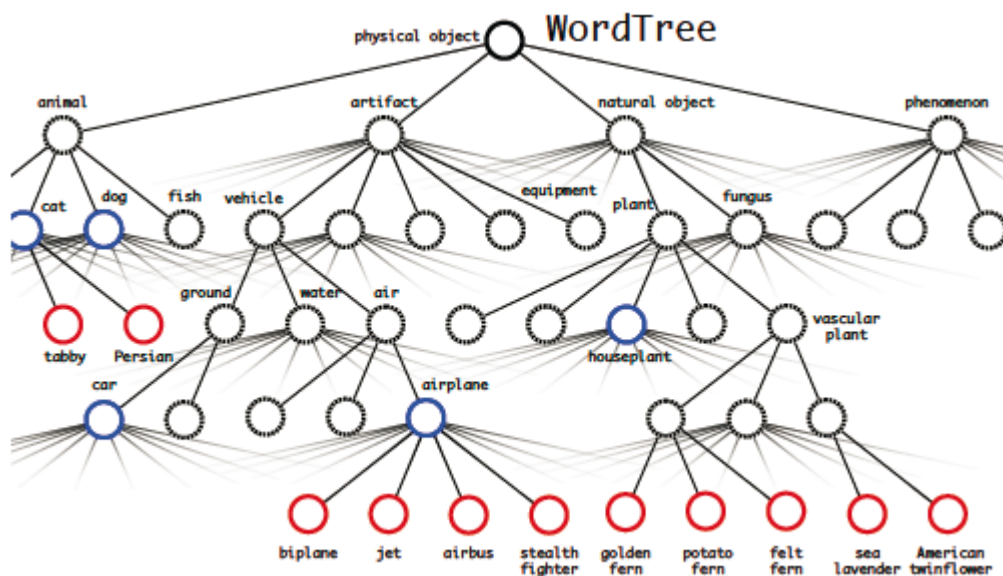 physical object
WordTree
animal
artifact
natural object
phenomenon
cat
dog
fish
vehicle
equipment
plant
fungus
ground
water
air
tabby
Persian
houseplant
vascular
plant
car
airplane
biplane
jet
airbus
stealth
fighter
golden
fern
potato
fern
felt
fern
sea
lavender
American
twinflower